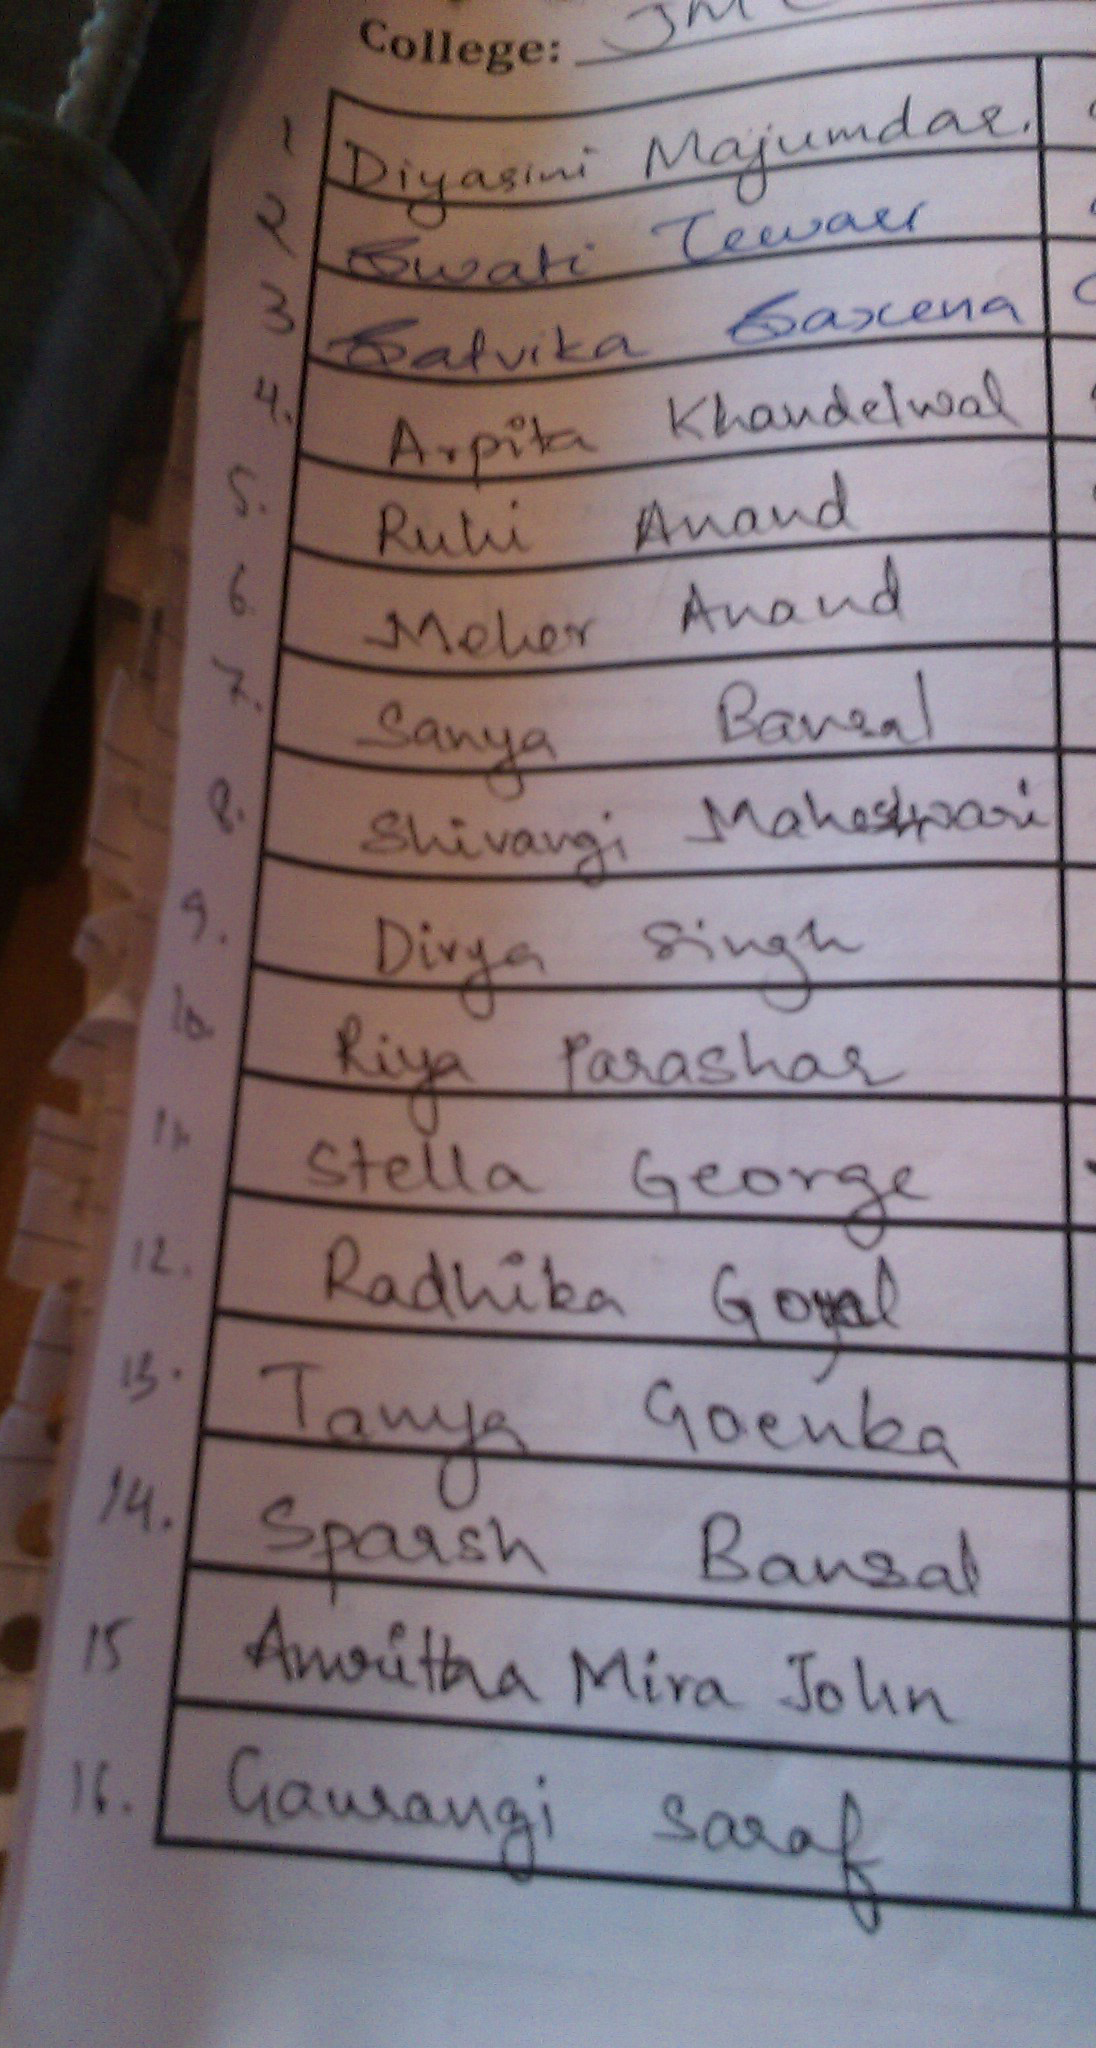 College: JMC
1 Diyasini Majumdar.
2 Swati Tewari
3 Satvika Saxena
4. Arpita Khandelwal
5. Ruhi Anand
6. Meher Anand
7. Sanya Bansal
8. Shivangi Maheshwari
9. Divya Singh
10. Riya Parashar
11. Stella George
12. Radhika Goyal
13. Tanya Goenka
14. Sparsh Bansal
15 Amritha Mira John
16. Gaurangi Saraf